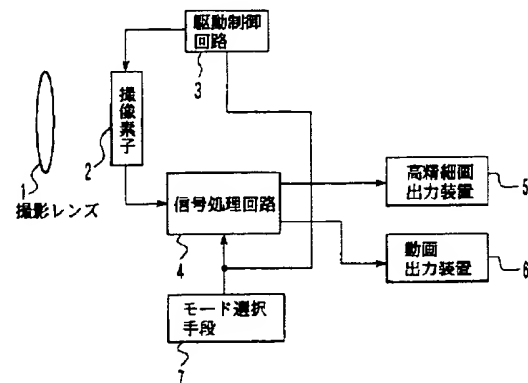 駆動制御
回路
3
撮
像
素
子
2
1
撮影レンズ
信号処理回路
4
高精細画
出力装置
5
動画
出力装置
6
モード選択
手段
7